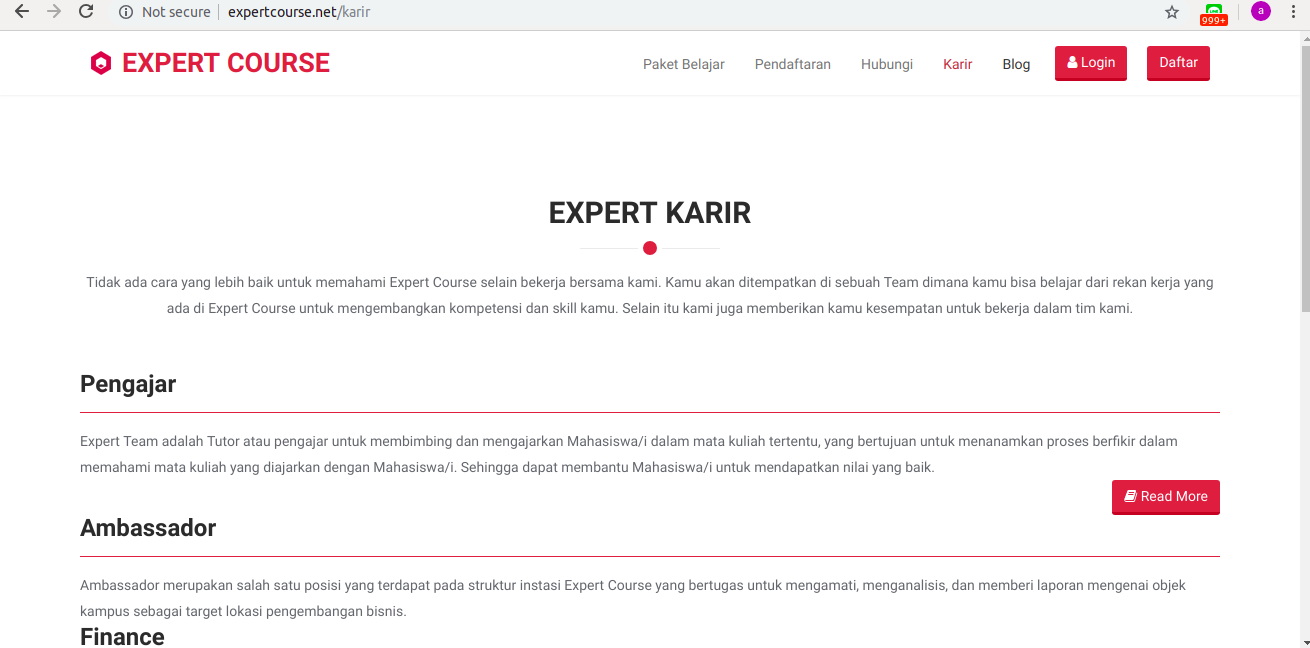 Not secure expertcourse.net/karir
999+
a
EXPERT COURSE
Paket Belajar Pendaftaran Hubungi Karir Blog Login Daftar
EXPERT KARIR
Tidak ada cara yang lebih baik untuk memahami Expert Course selain bekerja bersama kami. Kamu akan ditempatkan di sebuah Team dimana kamu bisa belajar dari rekan kerja yang
ada di Expert Course untuk mengembangkan kompetensi dan skill kamu. Selain itu kami juga memberikan kamu kesempatan untuk bekerja dalam tim kami.
Pengajar
Expert Team adalah Tutor atau pengajar untuk membimbing dan mengajarkan Mahasiswa/i dalam mata kuliah tertentu, yang bertujuan untuk menanamkan proses berfikir dalam
memahami mata kuliah yang diajarkan dengan Mahasiswa/i. Sehingga dapat membantu Mahasiswa/i untuk mendapatkan nilai yang baik.
Read More
Ambassador
Ambassador merupakan salah satu posisi yang terdapat pada struktur instasi Expert Course yang bertugas untuk mengamati, menganalisis, dan memberi laporan mengenai objek
kampus sebagai target lokasi pengembangan bisnis.
Finance